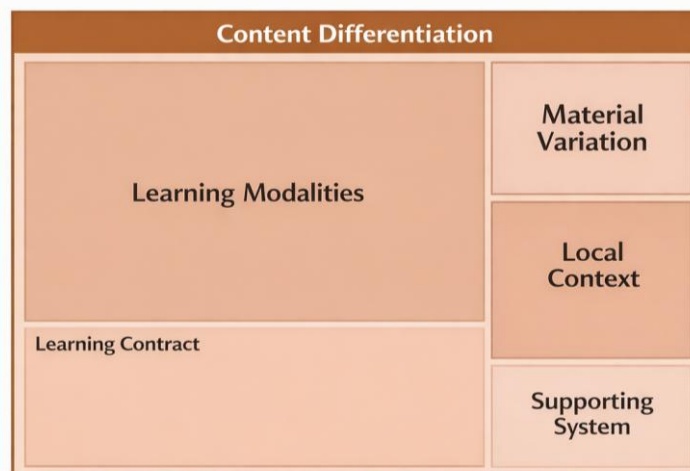 Content Differentiation
Learning Modalities
Material
Variation
Local
Context
Learning Contract
Supporting
System